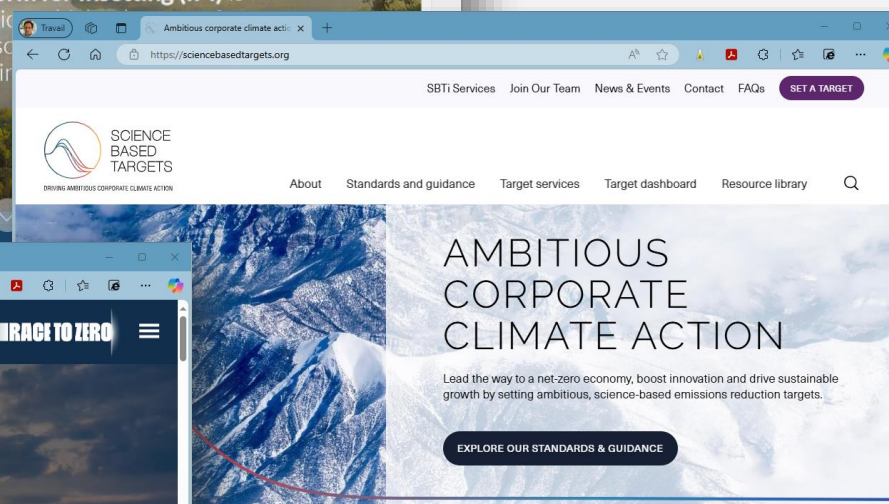 Travail
Ambitious corporate climate actio
https://sciencebasedtargets.org
SBTi Services Join Our Team News & Events Contact FAQs SET A TARGET
SCIENCE
BASED
TARGETS
DRIVING AMBITIOUS CORPORATE CLIMATE ACTION
About Standards and guidance Target services Target dashboard Resource library
AMBITIOUS
CORPORATE
CLIMATE ACTION
Lead the way to a net-zero economy, boost innovation and drive sustainable
growth by setting ambitious, science-based emissions reduction targets.
EXPLORE OUR STANDARDS & GUIDANCE
RACE TO ZERO